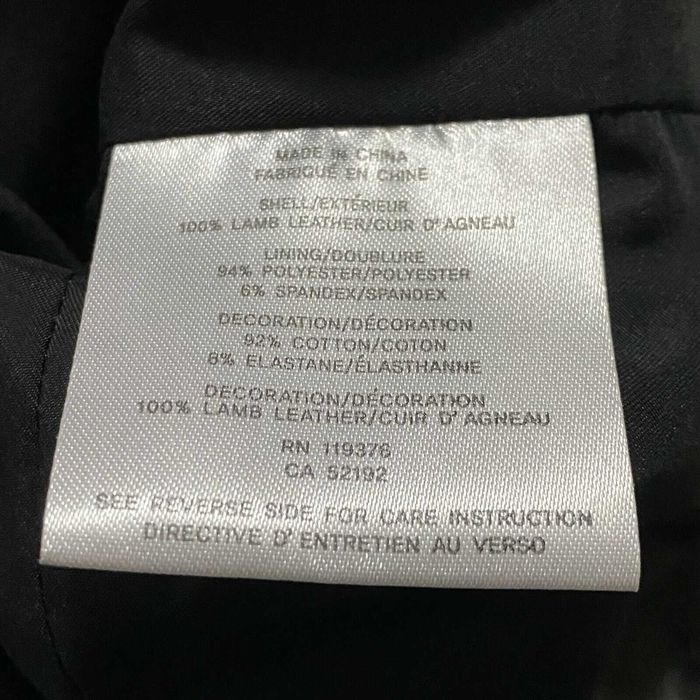 MADE IN CHINA
FABRIQUÉ EN CHINE
SHELL/EXTÉRIEUR
100% LAMB LEATHER/CUIR D'AGNEAU
LINING/DOUBLURE
94% POLYESTER/POLYESTER
6% SPANDEX/SPANDEX
DECORATION/DÉCORATION
92% COTTON/COTON
8% ELASTANE/ÉLASTHANNE
DECORATION/DÉCORATION
100% LAMB LEATHER/CUIR D'AGNEAU
RN 119376
CA 52192
SEE REVERSE SIDE FOR CARE INSTRUCTION
DIRECTIVE D'ENTRETIEN AU VERSO